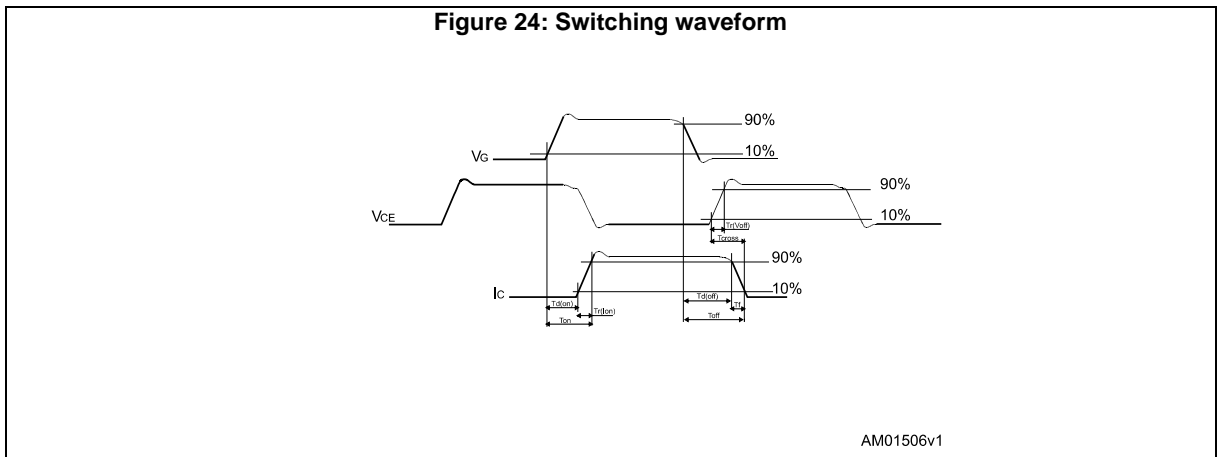 Figure 24: Switching waveform
90%
VG
10%
90%
VCE
10%
Tr(Voff)
Tcross
90%
IC
10%
Td(on)
Td(off)
Tf
Tr(Ion)
Ton
Toff
AM01506v1